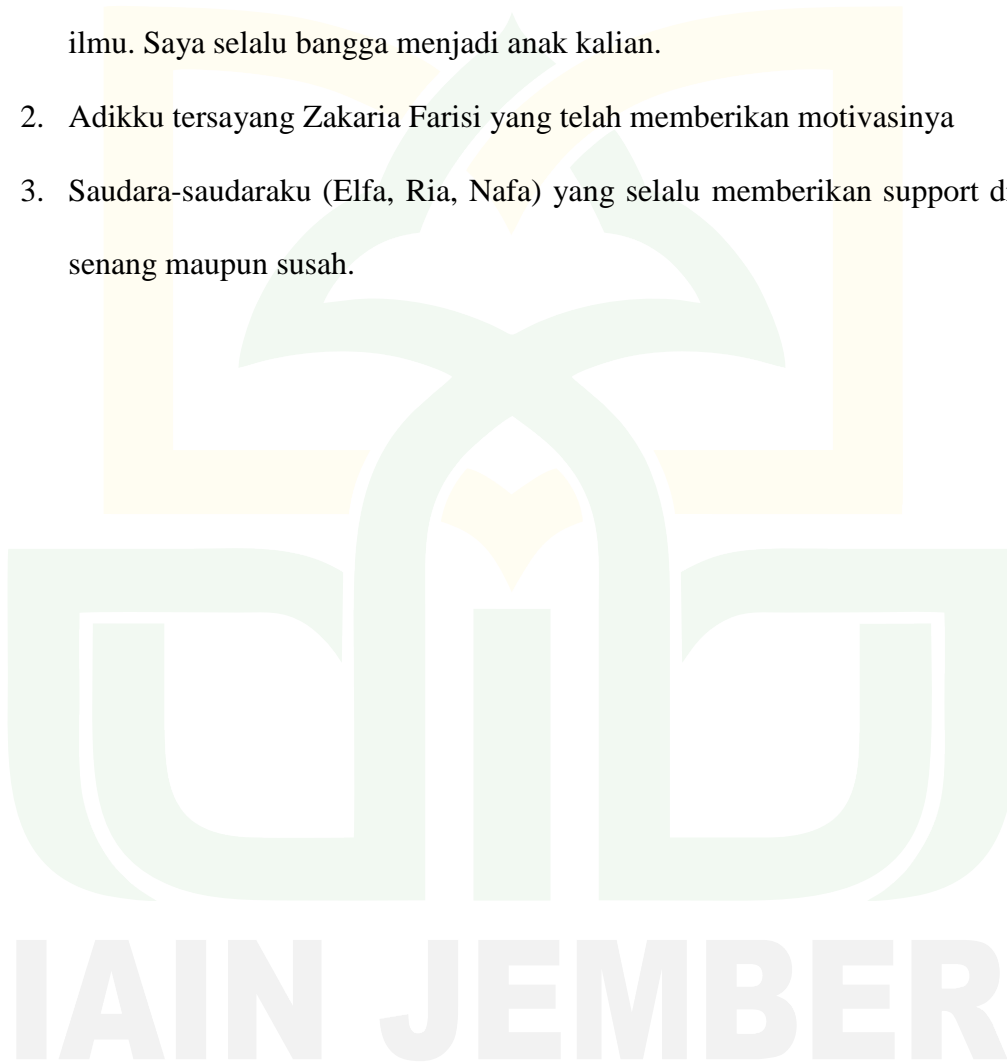 ilmu. Saya selalu bangga menjadi anak kalian.
2. Adikku tersayang Zakaria Farisi yang telah memberikan motivasinya
3. Saudara-saudaraku (Elfa, Ria, Nafa) yang selalu memberikan support
senang maupun susah.
IAIN JEMBER